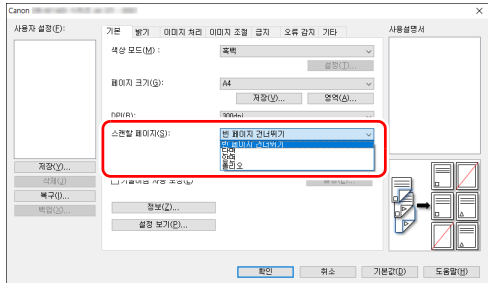 Canon
사용자 설정(F):
기본 밝기 이미지 처리 이미지 조절 급지 오류 감지 기타
사용설명서
색상 모드(M) :
흑백
설정(T)...
페이지 크기(G):
A4
저장(V)...
영역(A)...
DPI(R):
300dpi
스캔할 페이지(S):
빈 페이지 건너뛰기
빈 페이지 건너뛰기
단면
양면
폴리오
저장(Y)...
삭제(J)
복구(I)...
백업(X)...
정보(Z)...
설정 보기(P)...
확인
취소
기본값(D)
도움말(H)